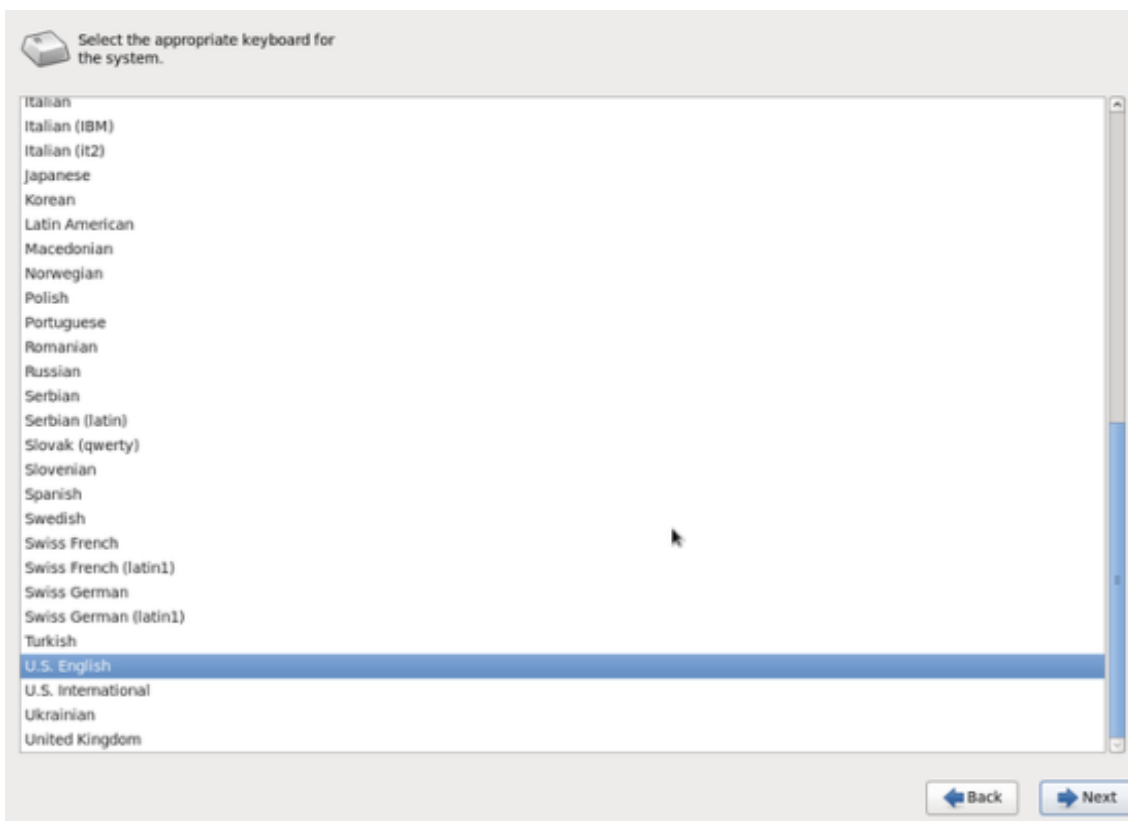 Select the appropriate keyboard for
the system.
Italian
Italian (IBM)
Italian (it2)
Japanese
Korean
Latin American
Macedonian
Norwegian
Polish
Portuguese
Romanian
Russian
Serbian
Serbian (latin)
Slovak (qwerty)
Slovenian
Spanish
Swedish
Swiss French
Swiss French (latin1)
Swiss German
Swiss German (latin1)
Turkish
U.S. English
U.S. International
Ukrainian
United Kingdom
Back Next